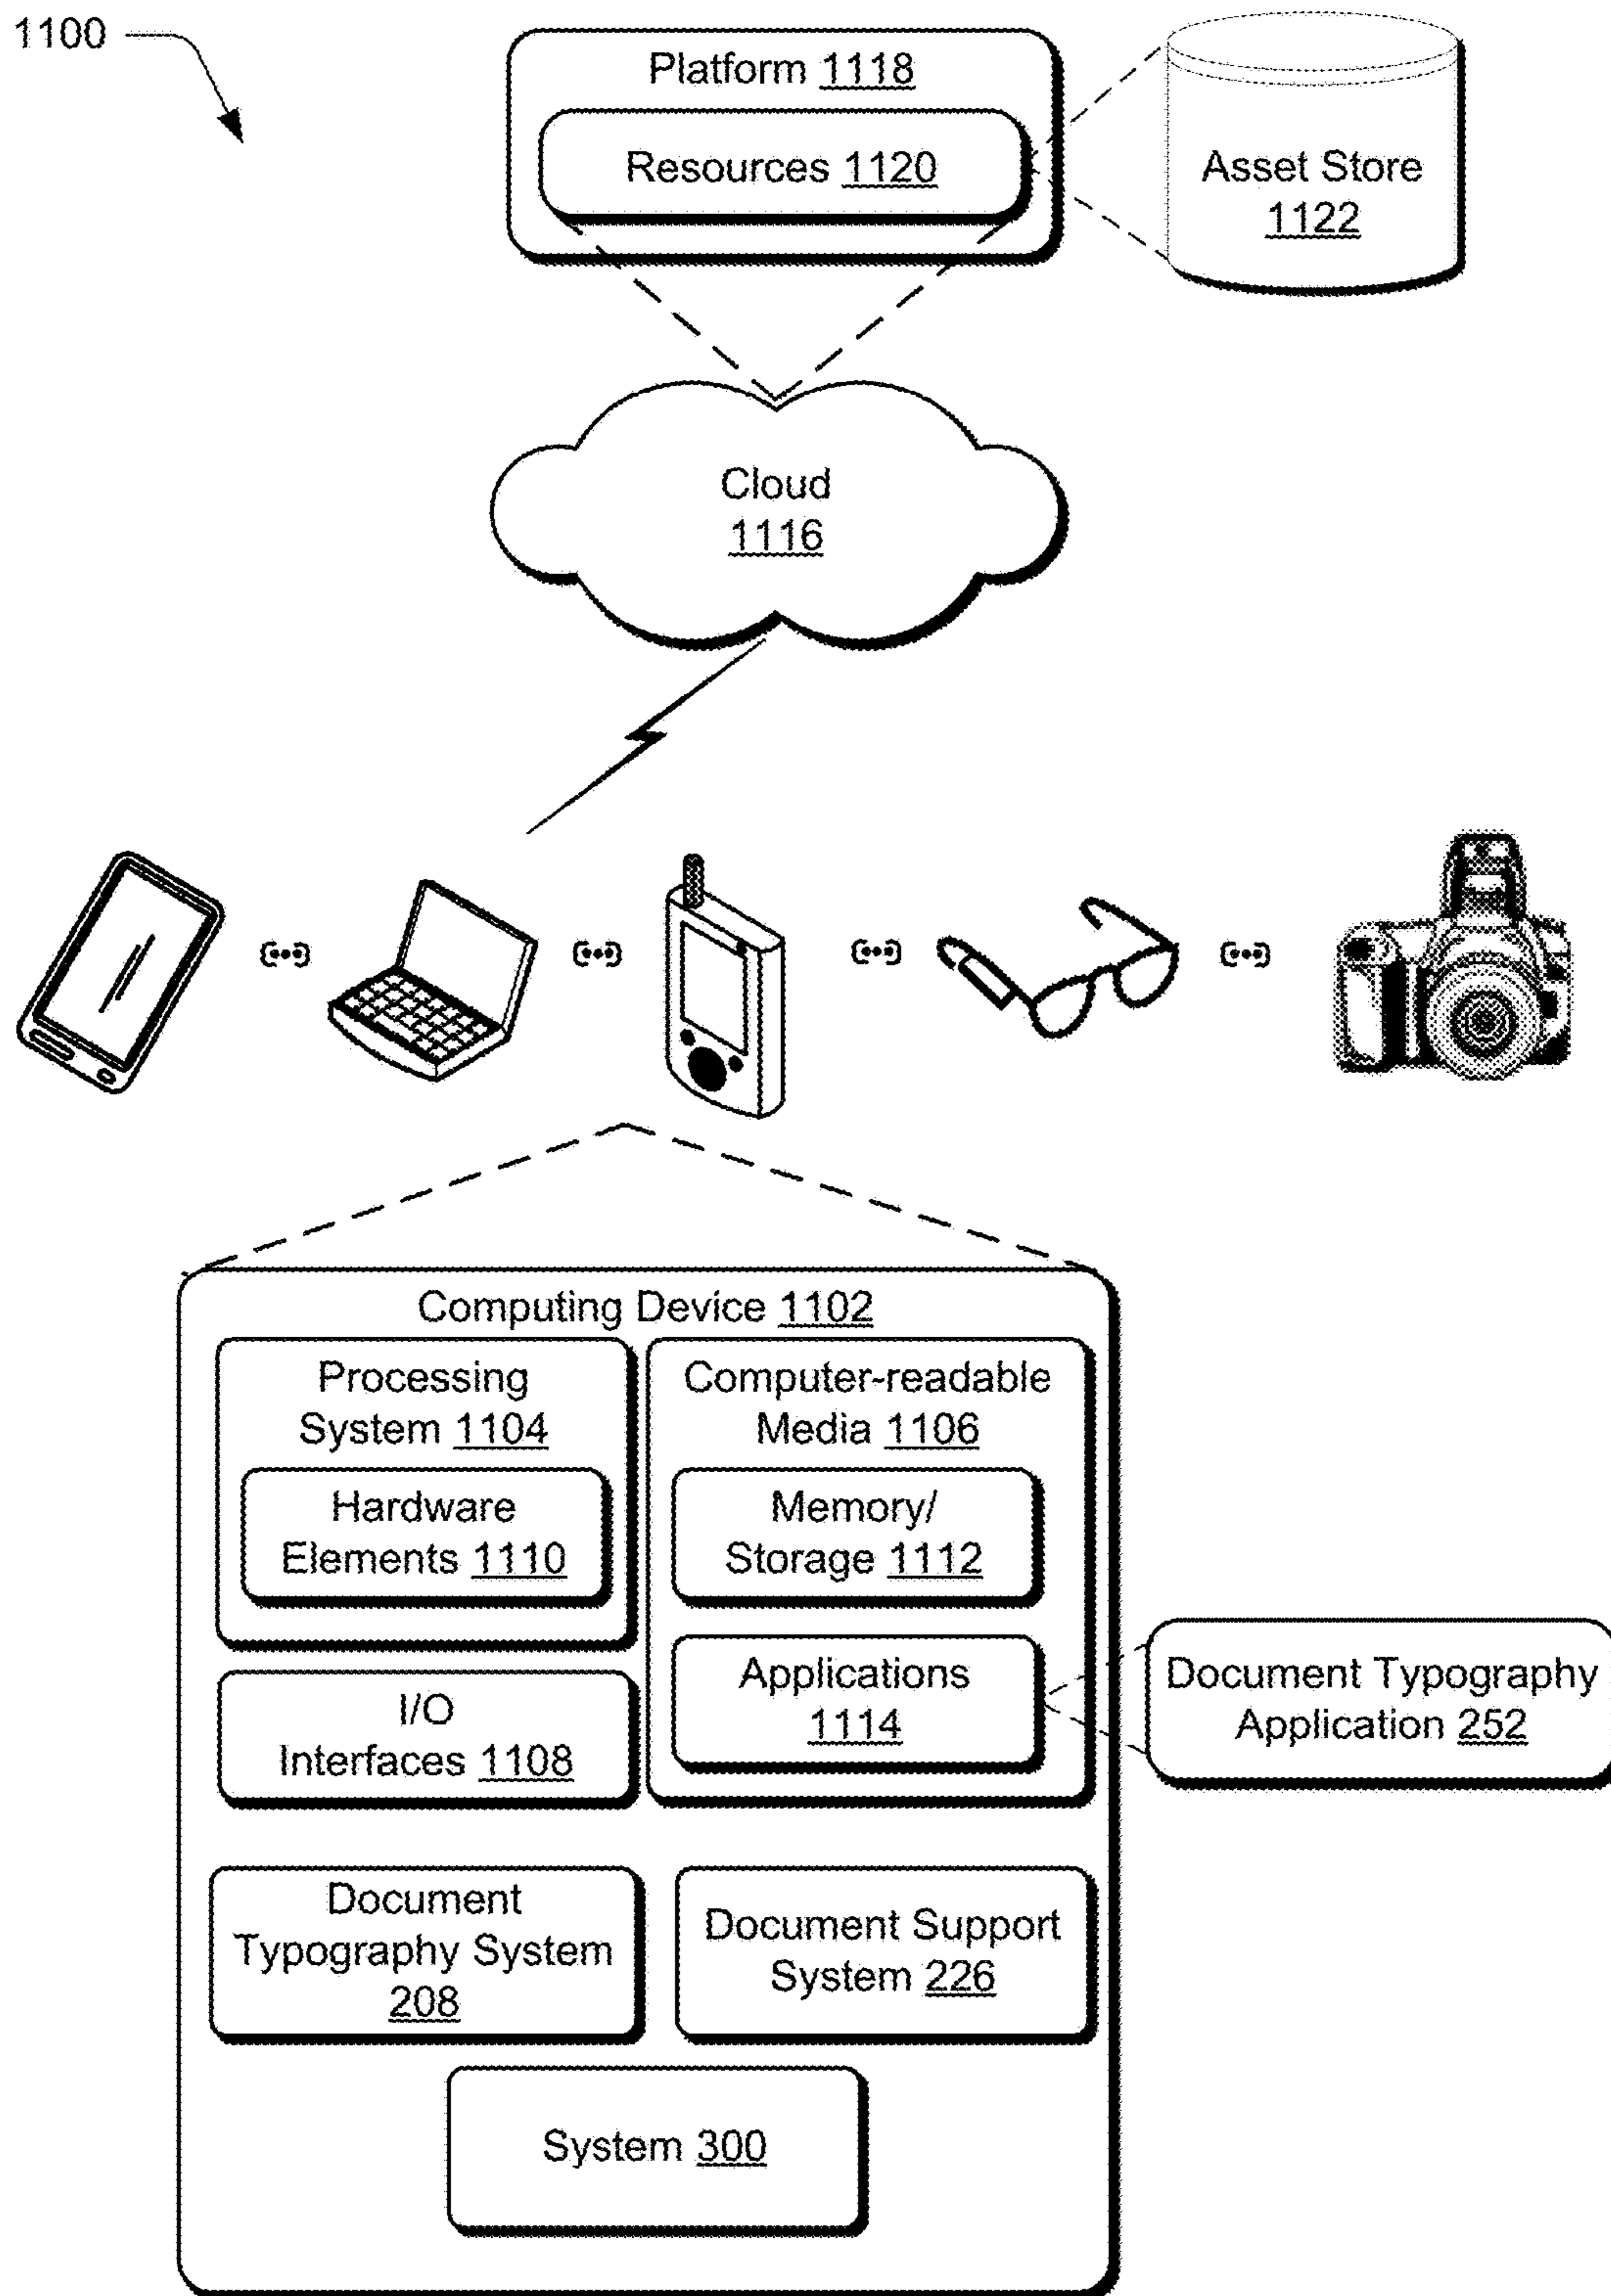 1100
Platform 1118
Resources 1120
Asset Store
1122
Cloud
1116
Computing Device 1102
Processing
System 1104
Hardware
Elements 1110
I/O
Interfaces 1108
Computer-readable
Media 1106
Memory/
Storage 1112
Applications
1114
Document Typography
Application 252
Document
Typography System
208
Document Support
System 226
System 300